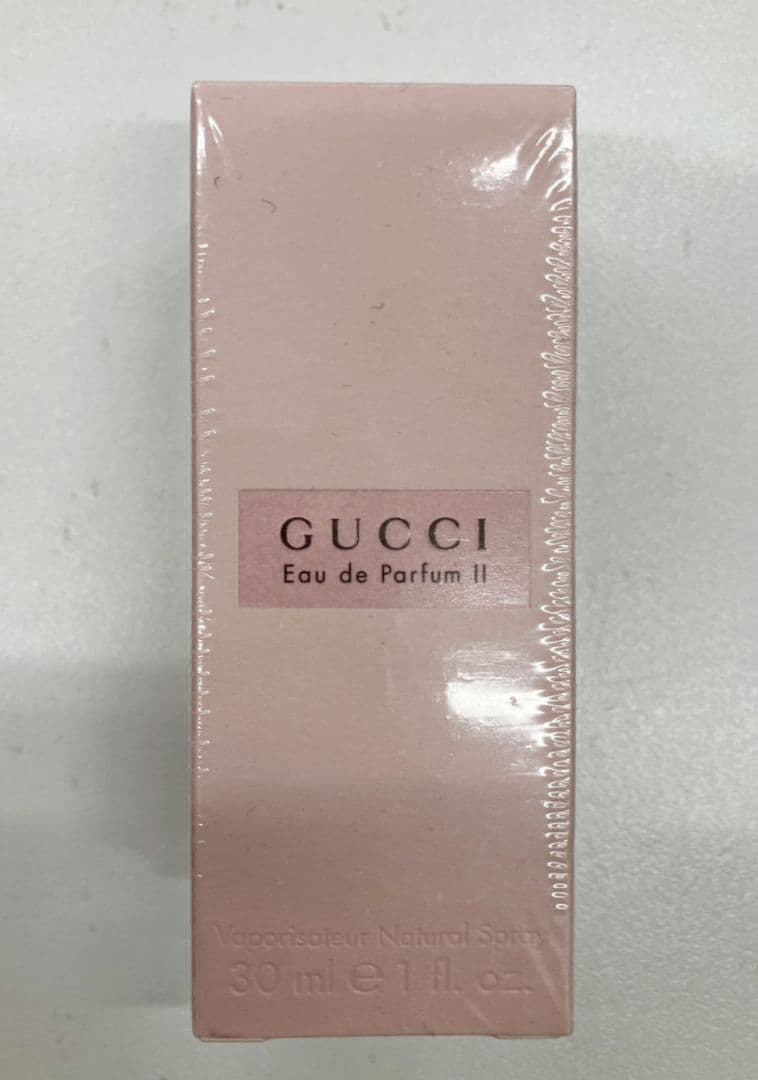 GUCCI
Eau de Parfum II
Vaporisateur Natural Spray
30 ml e 1 fl. oz.